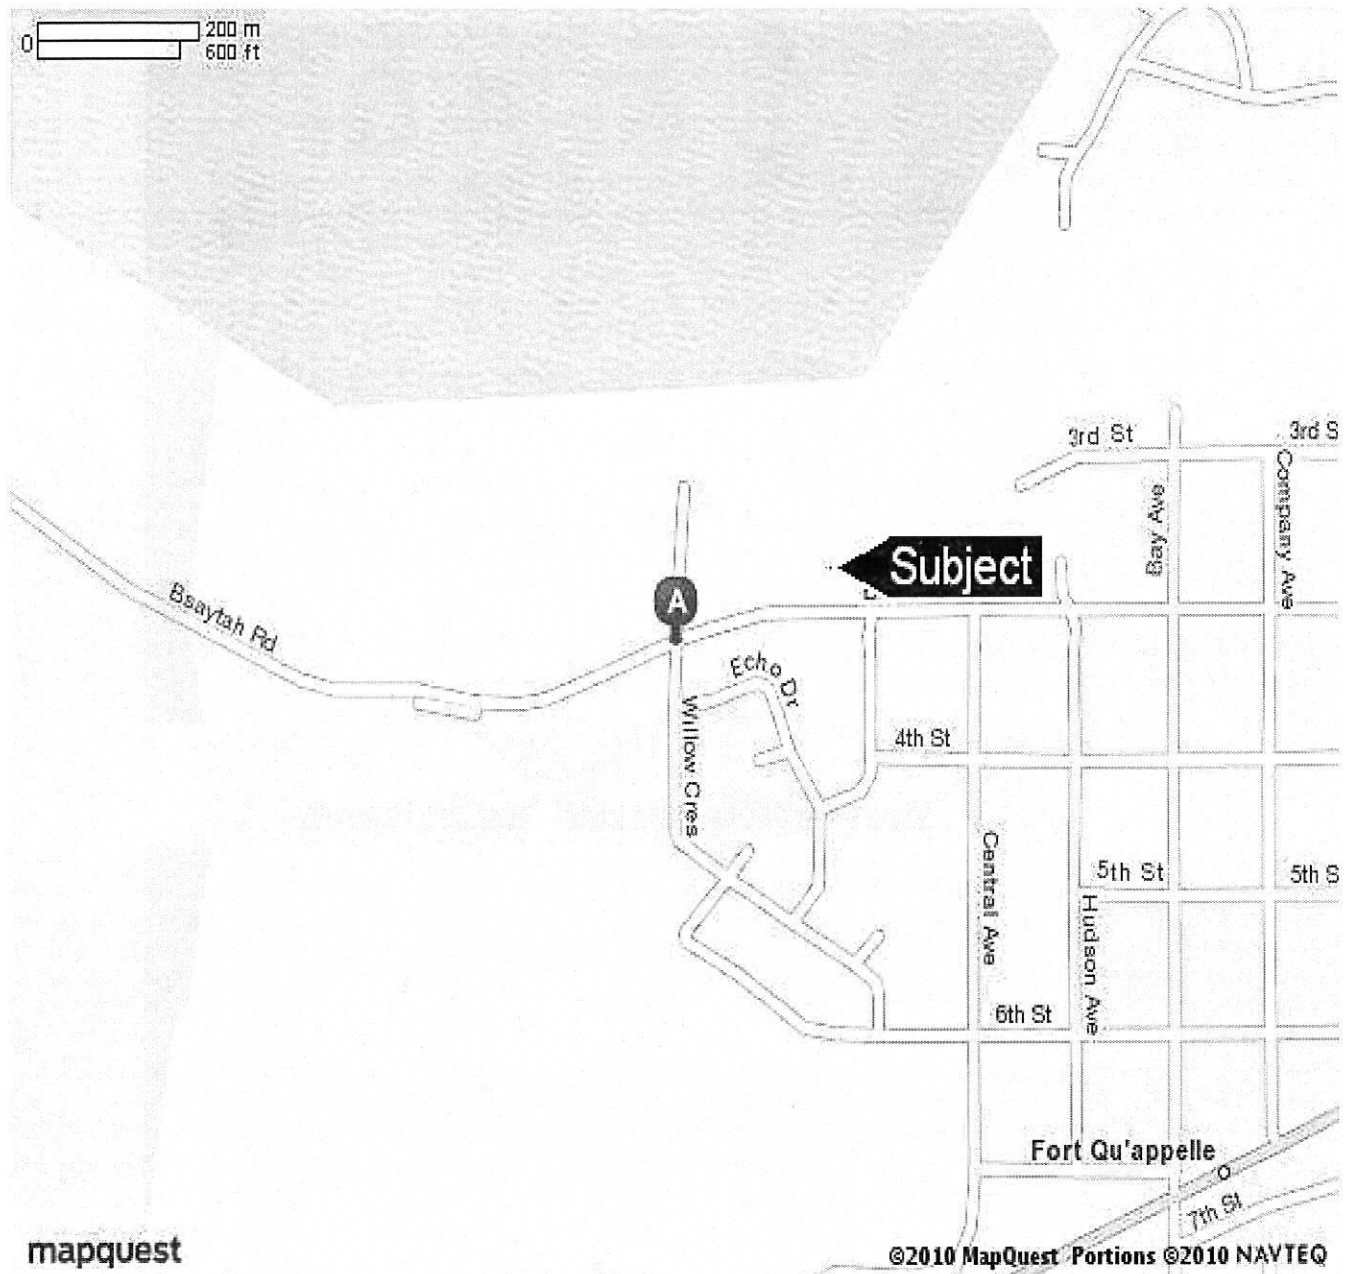 0
200 m
600 ft
3rd St
3rd S
Company Ave
Bay Ave
Subject
A
Bsaytah Rd
Echo Dr
Willow Cres
4th St
Central Ave
5th St
5th S
Hudson Ave
6th St
Fort Qu'appelle
7th St
mapquest
©2010 MapQuest Portions ©2010 NAVTEQ